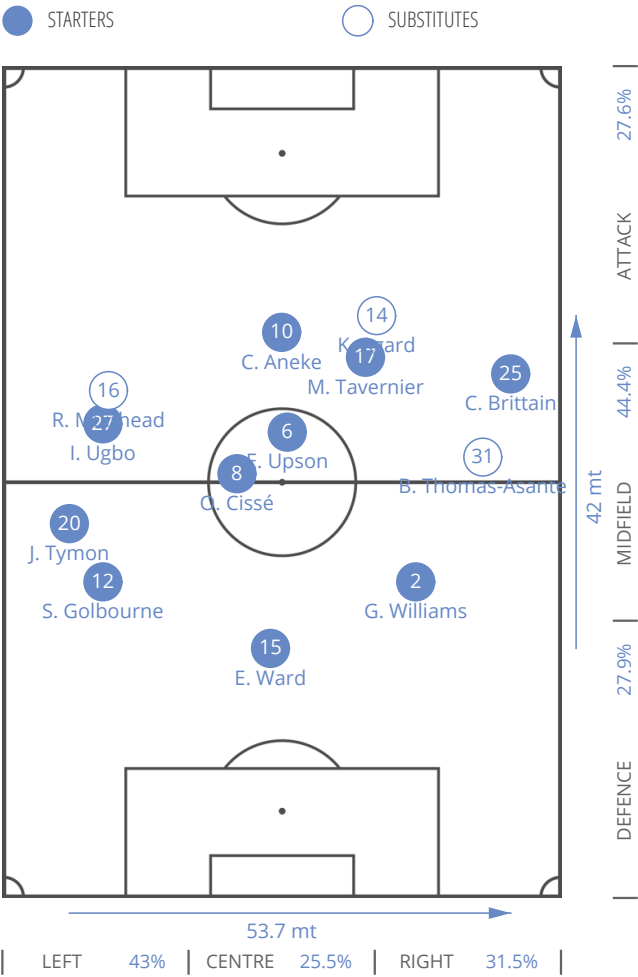 STARTERS
SUBSTITUTES
27.6%
ATTACK
14
10
C. Aneke
17
M. Tavernier
25
C. Brittain
44.4%
16
27
I. Ugbo
6
E. Upson
31
8
O. Cissé
B. Thomas-Asante
42 mt
MIDFIELD
20
J. Tymon
12
S. Golbourne
2
G. Williams
15
E. Ward
27.9%
DEFENCE
53.7 mt
LEFT 43% CENTRE 25.5% RIGHT 31.5%